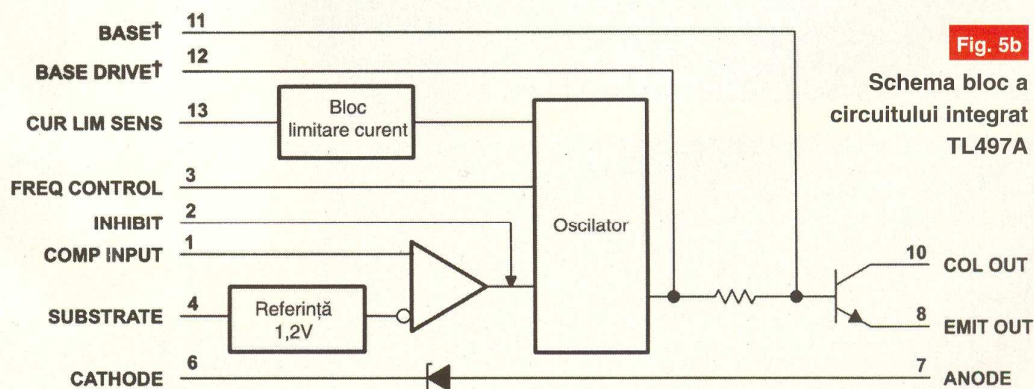 BASE† 11
BASE DRIVE† 12
CUR LIM SENS 13
FREQ CONTROL 3
INHIBIT 2
COMP INPUT 1
SUBSTRATE 4
CATHODE 6
Bloc
limitare curent
Referință
1,2V
Oscilator
10 COL OUT
8 EMIT OUT
7 ANODE
Fig. 5b
Schema bloc a
circuitului integrat
TL497A